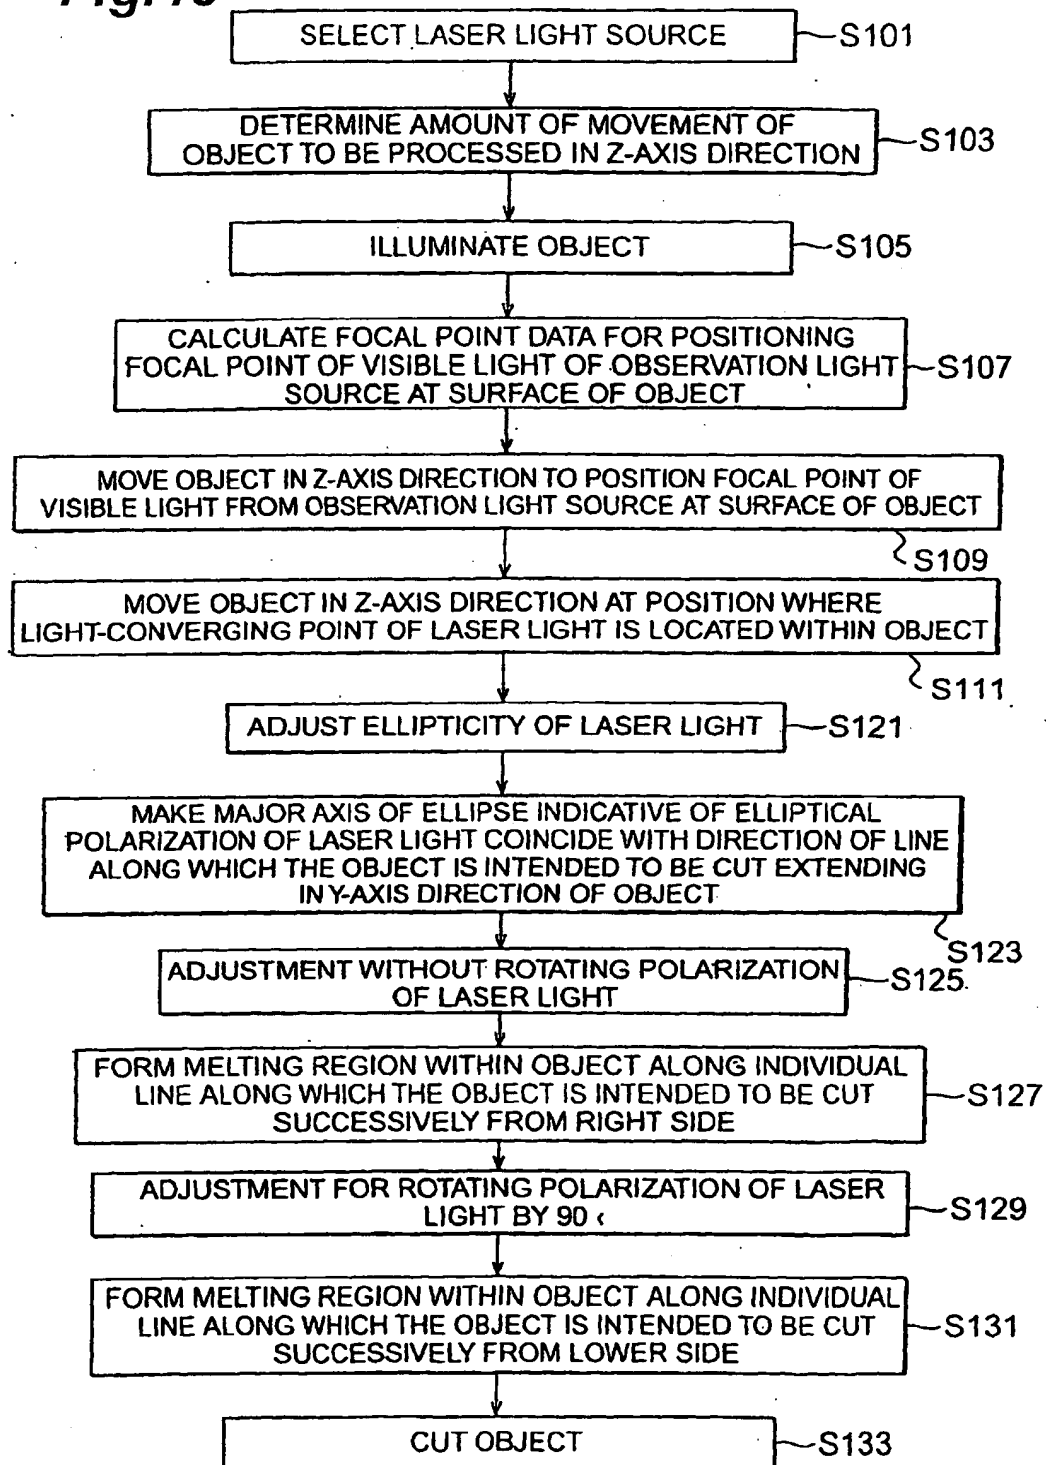 SELECT LASER LIGHT SOURCE
S101
DETERMINE AMOUNT OF MOVEMENT OF
OBJECT TO BE PROCESSED IN Z-AXIS DIRECTION
S103
ILLUMINATE OBJECT
S105
CALCULATE FOCAL POINT DATA FOR POSITIONING
FOCAL POINT OF VISIBLE LIGHT OF OBSERVATION LIGHT
SOURCE AT SURFACE OF OBJECT
S107
MOVE OBJECT IN Z-AXIS DIRECTION TO POSITION FOCAL POINT OF
VISIBLE LIGHT FROM OBSERVATION LIGHT SOURCE AT SURFACE OF OBJECT
S109
MOVE OBJECT IN Z-AXIS DIRECTION AT POSITION WHERE
LIGHT-CONVERGING POINT OF LASER LIGHT IS LOCATED WITHIN OBJECT
S111
ADJUST ELLIPTICITY OF LASER LIGHT
S121
MAKE MAJOR AXIS OF ELLIPSE INDICATIVE OF ELLIPTICAL
POLARIZATION OF LASER LIGHT COINCIDE WITH DIRECTION OF LINE
ALONG WHICH THE OBJECT IS INTENDED TO BE CUT EXTENDING
IN Y-AXIS DIRECTION OF OBJECT
S123
ADJUSTMENT WITHOUT ROTATING POLARIZATION
OF LASER LIGHT
S125
FORM MELTING REGION WITHIN OBJECT ALONG INDIVIDUAL
LINE ALONG WHICH THE OBJECT IS INTENDED TO BE CUT
SUCCESSIVELY FROM RIGHT SIDE
S127
ADJUSTMENT FOR ROTATING POLARIZATION OF LASER
LIGHT BY 90 ‹
S129
FORM MELTING REGION WITHIN OBJECT ALONG INDIVIDUAL
LINE ALONG WHICH THE OBJECT IS INTENDED TO BE CUT
SUCCESSIVELY FROM LOWER SIDE
S131
CUT OBJECT
S133